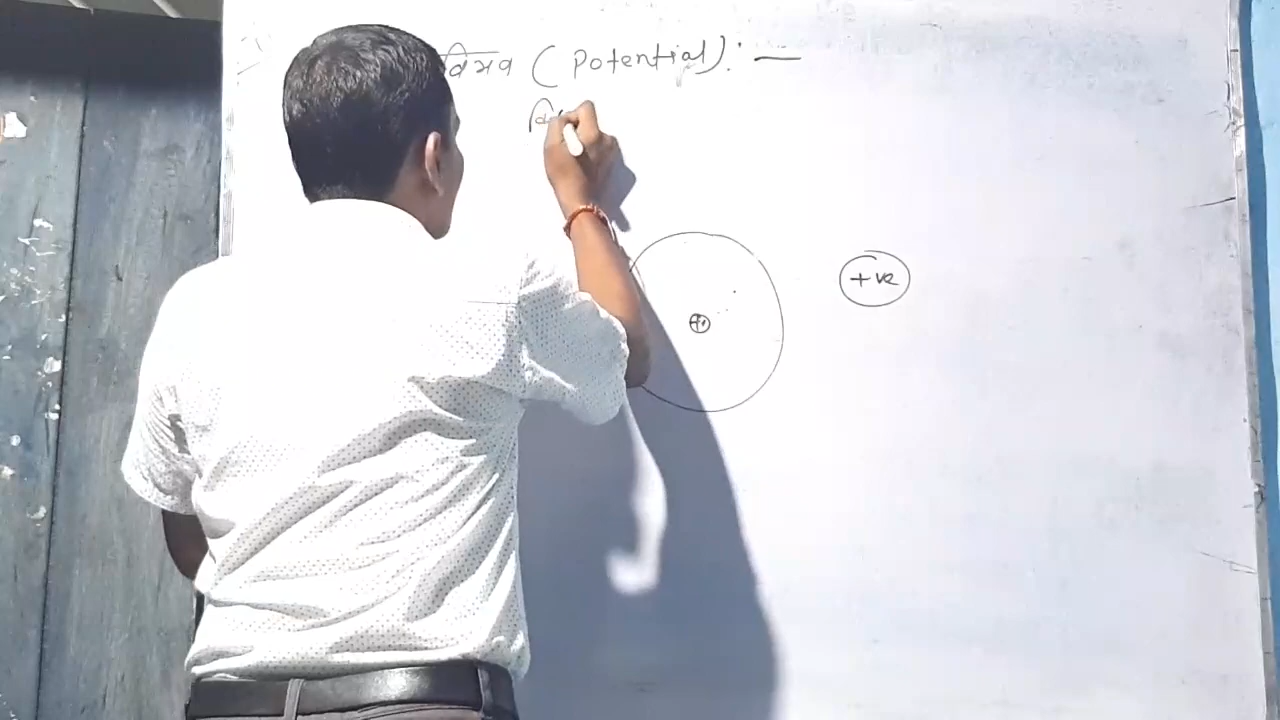 विभव (Potential): —
वि
+ve